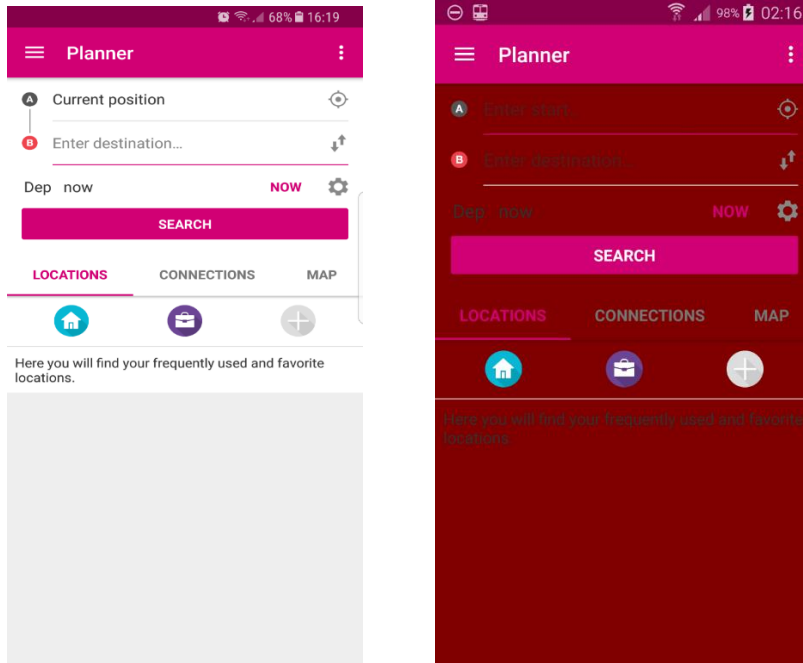 68% 16:19
Planner
A Current position
B Enter destination...
Dep now NOW
SEARCH
LOCATIONS CONNECTIONS MAP
Here you will find your frequently used and favorite
locations.
98% 02:16
Planner
A Enter start...
B Enter destination...
Dep now NOW
SEARCH
LOCATIONS CONNECTIONS MAP
Here you will find your frequently used and favorite
locations.